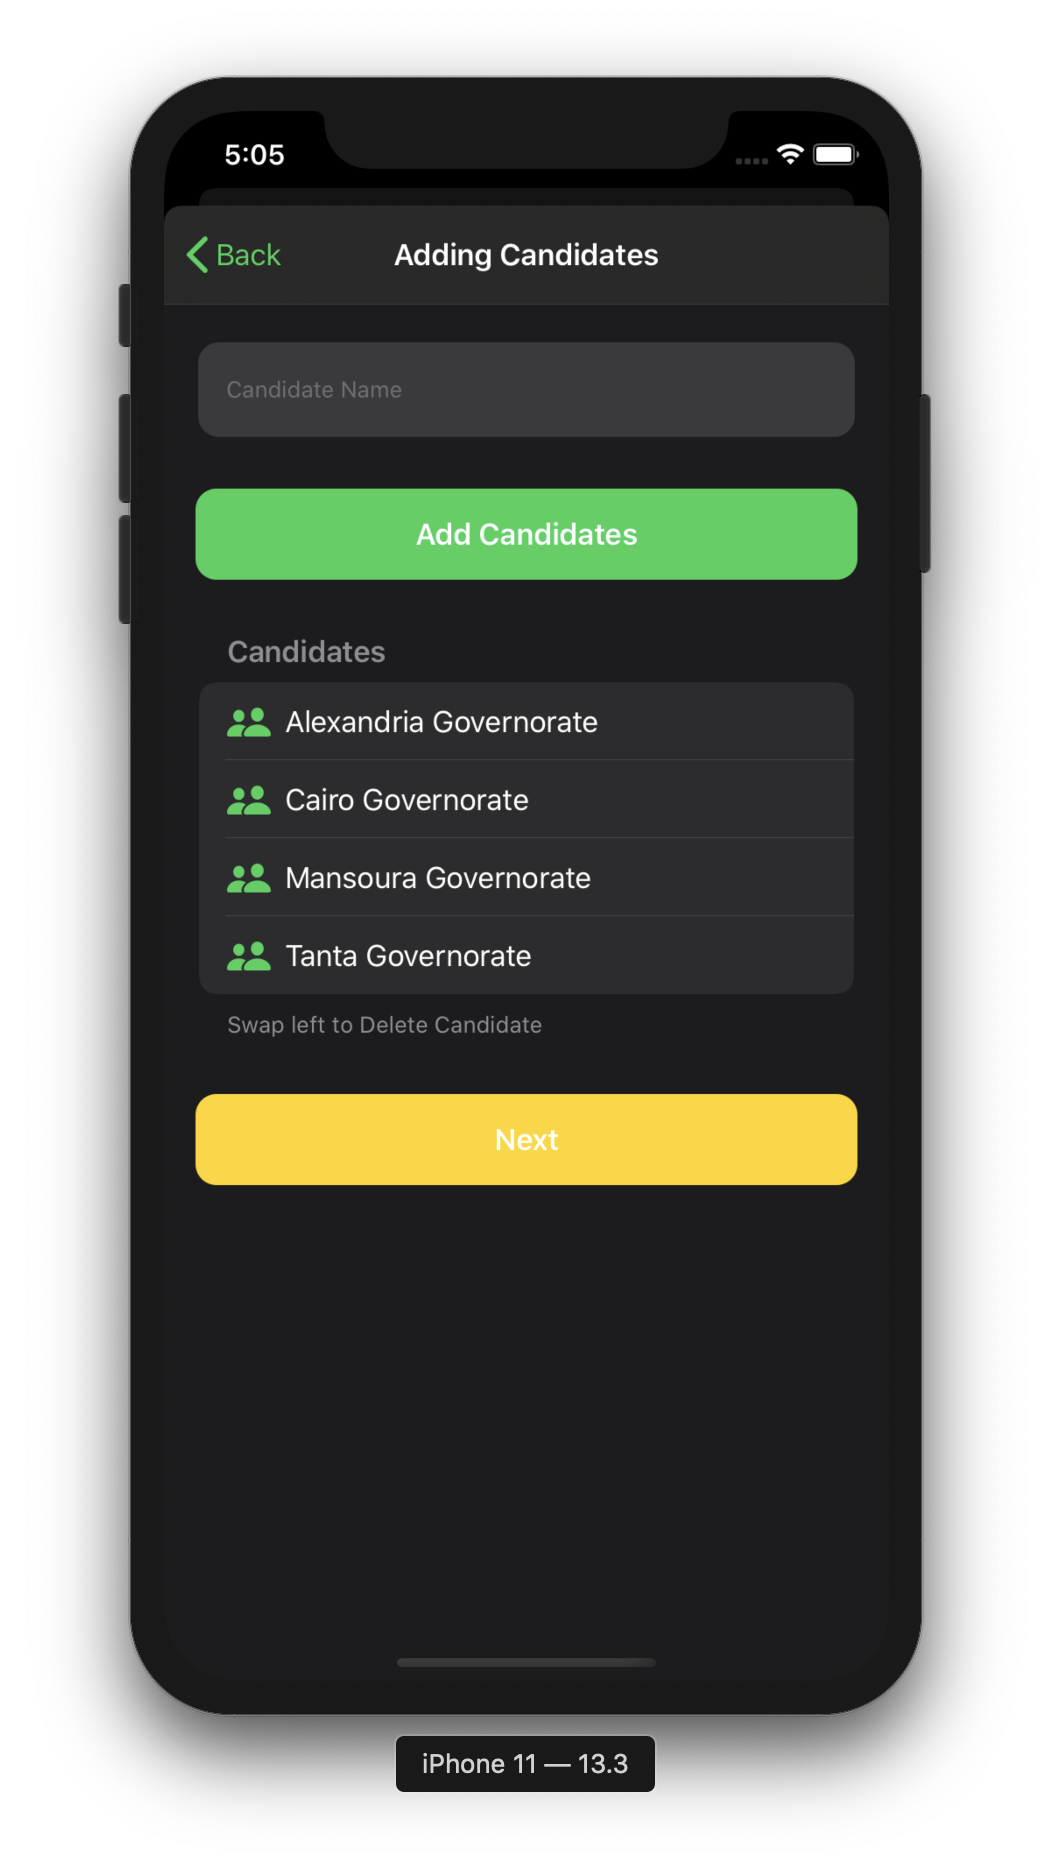 5:05
Back
Adding Candidates
Candidate Name
Add Candidates
Candidates
Alexandria Governorate
Cairo Governorate
Mansoura Governorate
Tanta Governorate
Swap left to Delete Candidate
Next
iPhone 11 — 13.3